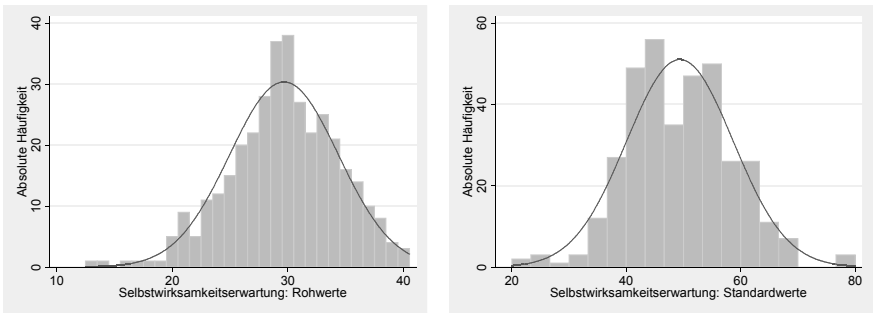 Absolute Häufigkeit
40
30
20
10
0
10 20 30 40
Selbstwirksamkeitserwartung: Rohwerte
Absolute Häufigkeit
60
40
20
0
20 40 60 80
Selbstwirksamkeitserwartung: Standardwerte